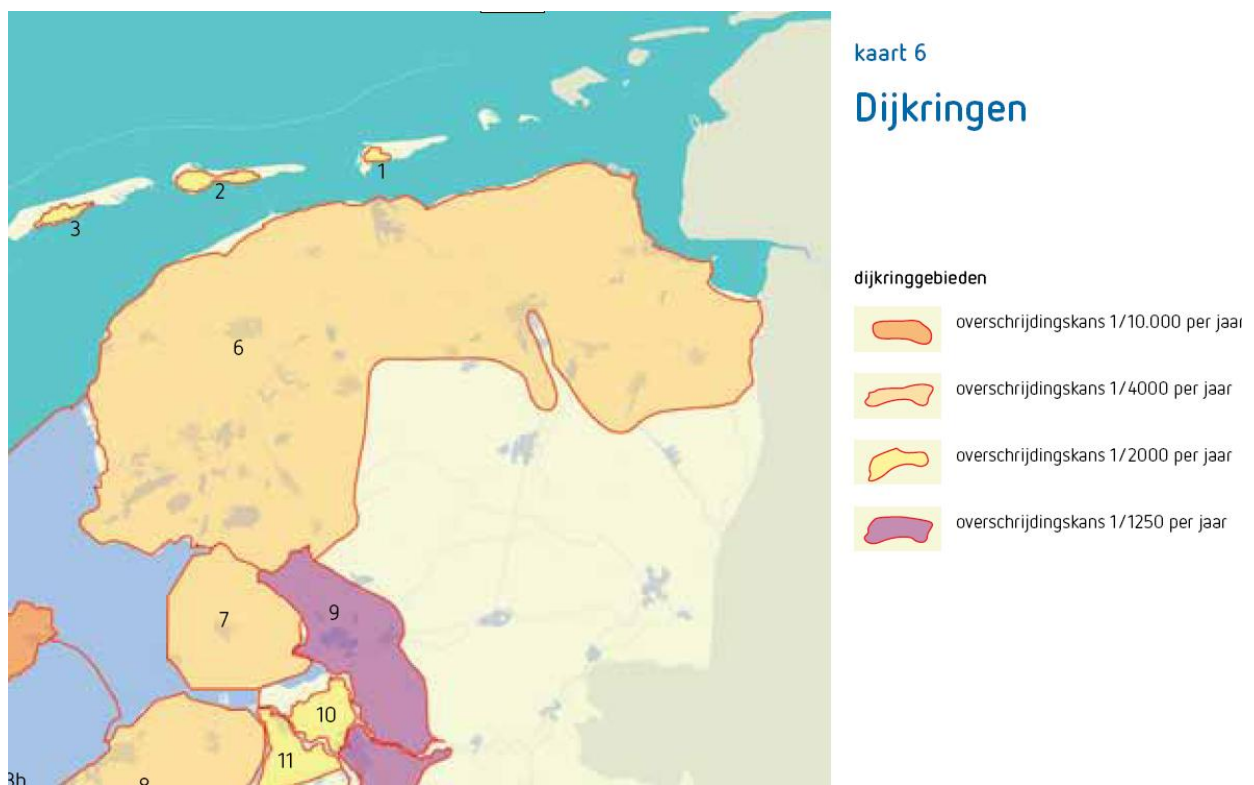 kaart 6
Dijkringen
dijkringgebieden
overschrijdingskans 1/10.000 per jaar
overschrijdingskans 1/4000 per jaar
overschrijdingskans 1/2000 per jaar
overschrijdingskans 1/1250 per jaar
1
2
3
6
7
9
10
11
8